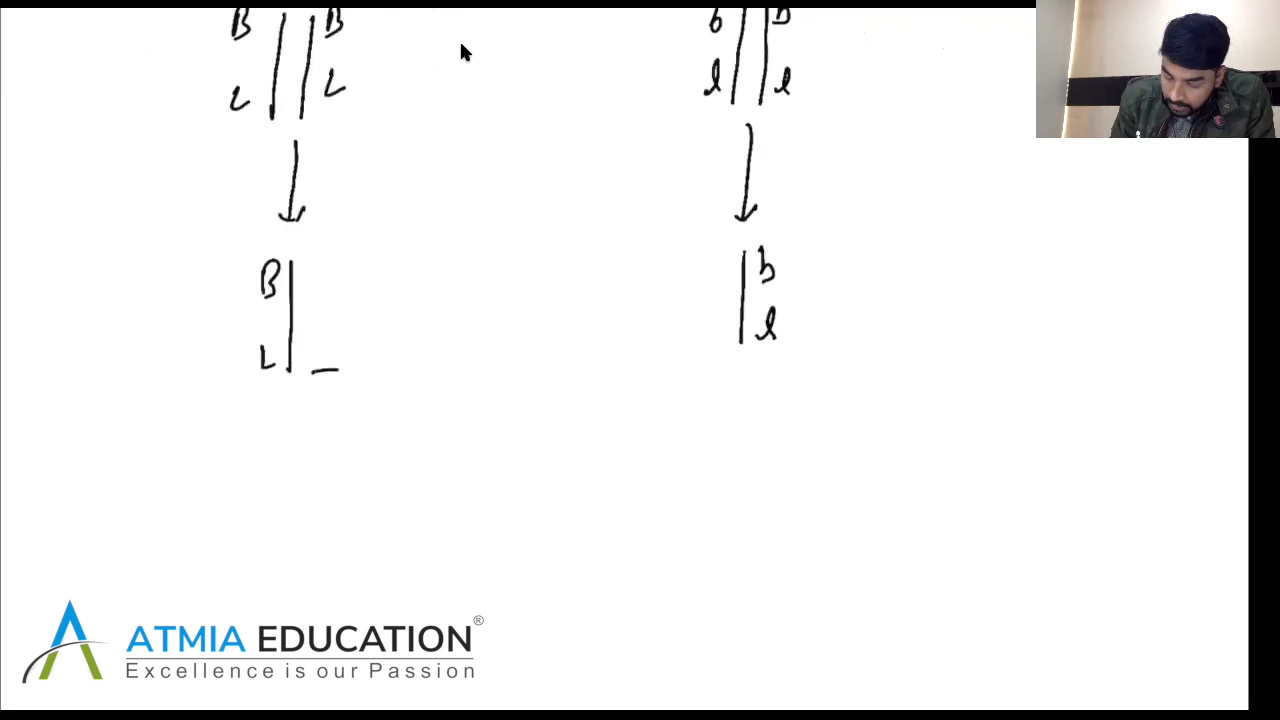 B B b b
L L l l
B b
L l
ATMIA EDUCATION®
Excellence is our Passion